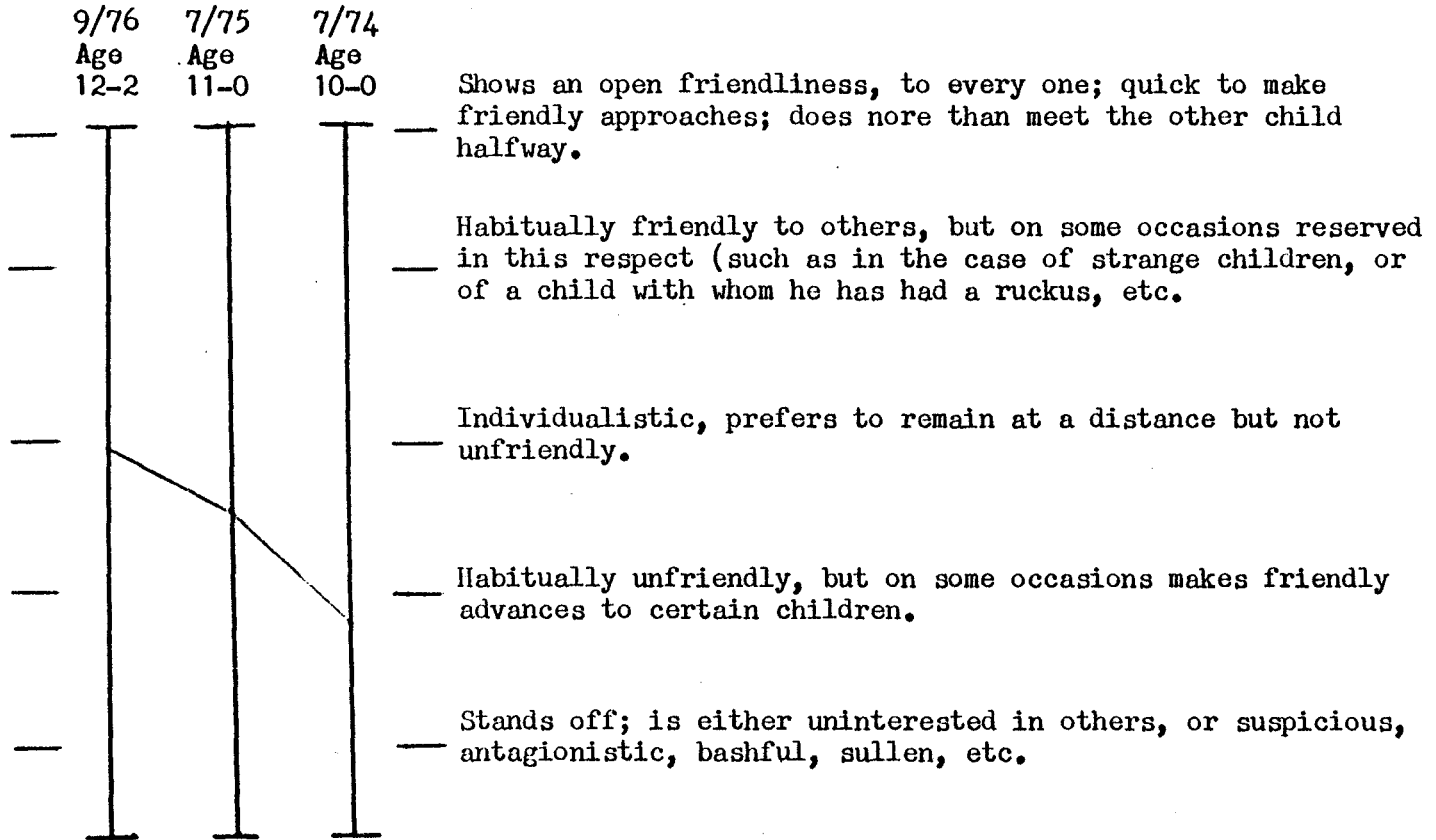 9/76 7/75 7/74
Age Age Age
12-2 11-0 10-0
Shows an open friendliness, to every one; quick to make
friendly approaches; does nore than meet the other child
halfway.
Habitually friendly to others, but on some occasions reserved
in this respect (such as in the case of strange children, or
of a child with whom he has had a ruckus, etc.
Individualistic, prefers to remain at a distance but not
unfriendly.
Habitually unfriendly, but on some occasions makes friendly
advances to certain children.
Stands off; is either uninterested in others, or suspicious,
antagionistic, bashful, sullen, etc.